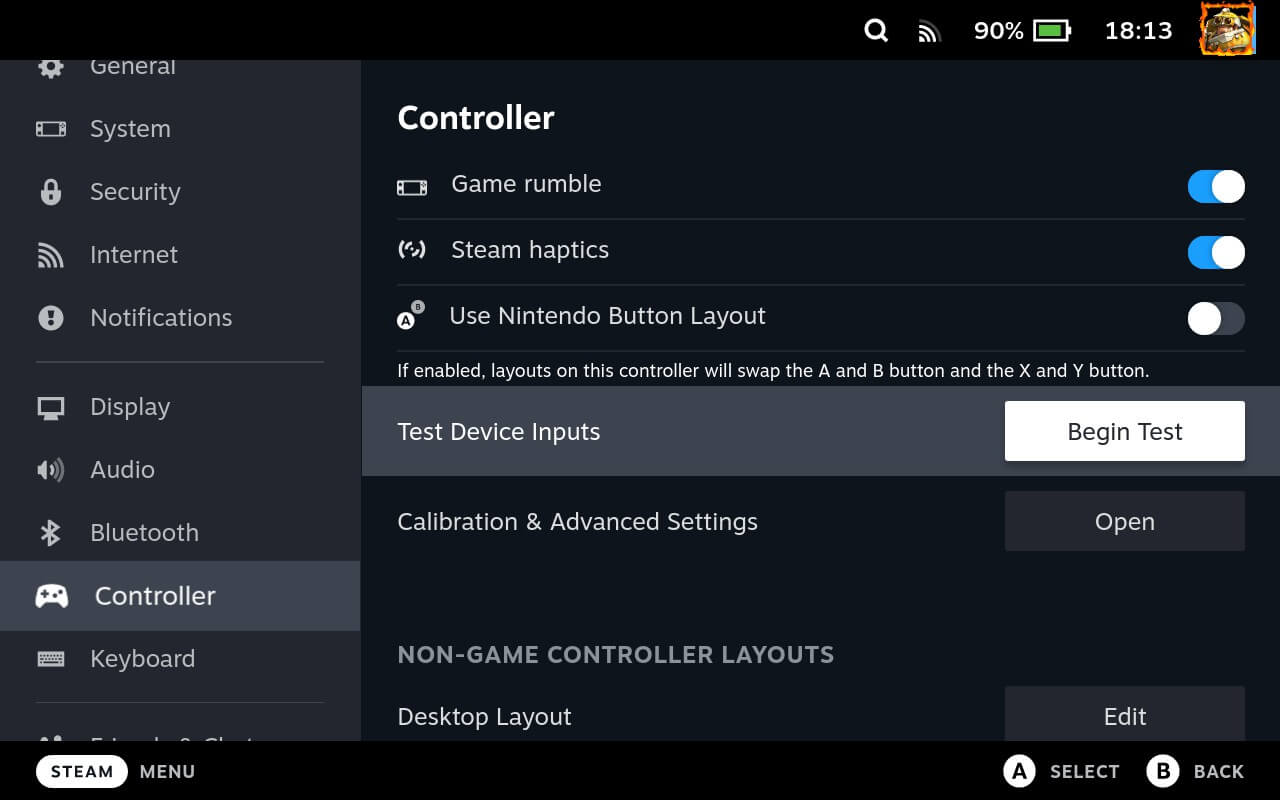 90%
18:13
General
System
Security
Internet
Notifications
Display
Audio
Bluetooth
Controller
Keyboard
Controller
Game rumble
Steam haptics
A B Use Nintendo Button Layout
If enabled, layouts on this controller will swap the A and B button and the X and Y button.
Test Device Inputs
Begin Test
Calibration & Advanced Settings
Open
NON-GAME CONTROLLER LAYOUTS
Desktop Layout
Edit
STEAM MENU
A SELECT B BACK